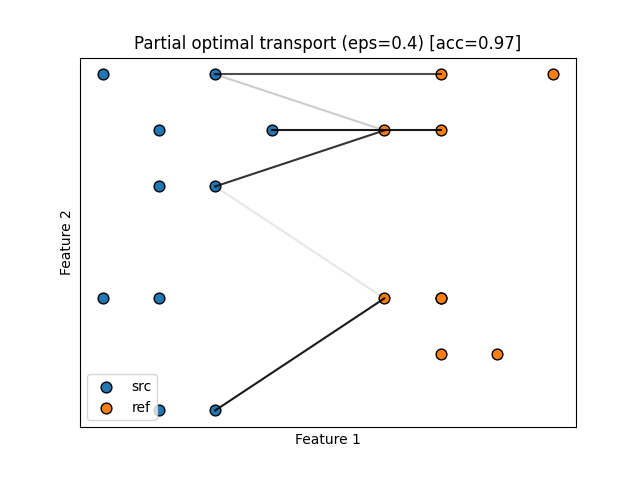 Partial optimal transport (eps=0.4) [acc=0.97]
Feature 2
src
ref
Feature 1